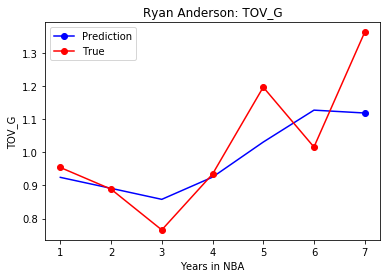 Ryan Anderson: TOV_G
Prediction
True
TOV_G
1.3
1.2
1.1
1.0
0.9
0.8
1 2 3 4 5 6 7
Years in NBA